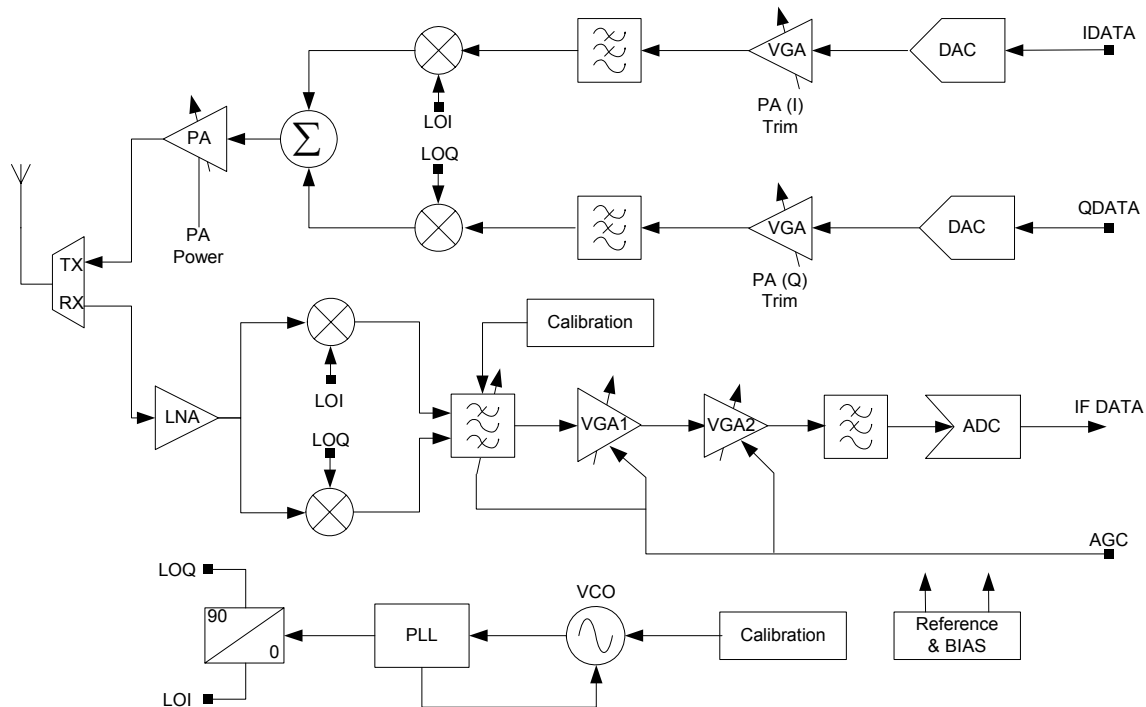 IDATA
DAC
VGA
PA (I)
Trim
LOI
PA
Σ
LOQ
QDATA
DAC
VGA
PA (Q)
Trim
PA
Power
TX
RX
Calibration
LOI
LNA
VGA1
VGA2
ADC
IF DATA
LOQ
AGC
LOQ
VCO
90
0
PLL
Calibration
Reference
& BIAS
LOI